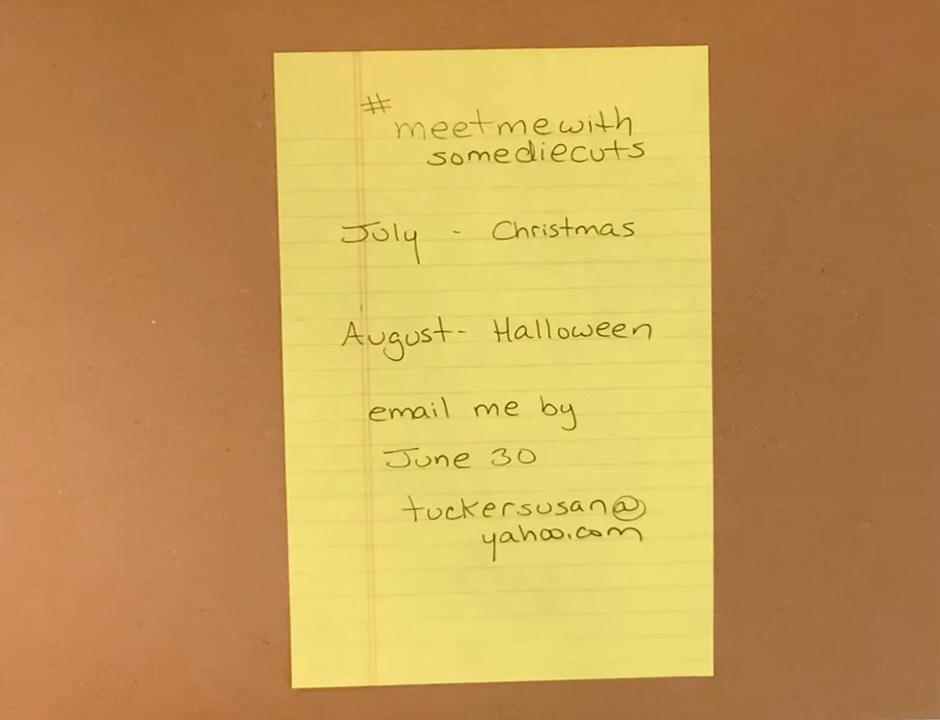 #
meetmewith
somediecuts
July - Christmas
August- Halloween
email me by
June 30
tuckersusan@
yahoo.com